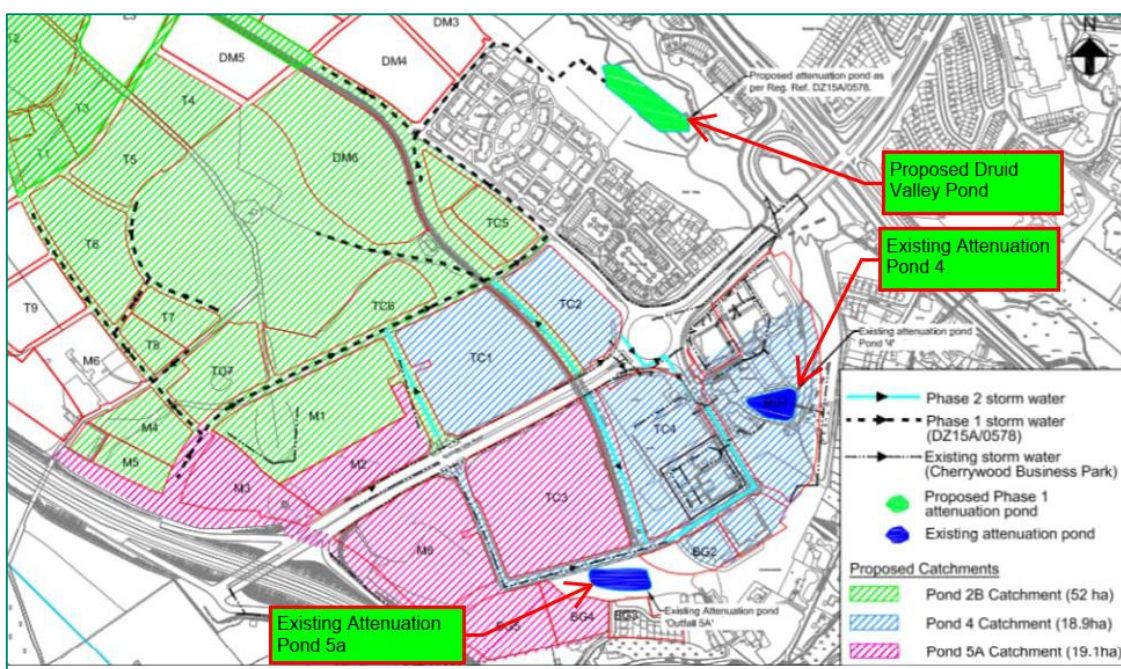 T2
T3
T1
T4
T5
T6
T7
T8
T9
DM5
DM4
DM3
DM6
TC5
TC6
TC2
TC1
TC4
TC3
M6
M4
M5
M1
M2
M3
M8
BG2
BG5
BG4
BG3
N
Proposed attenuation pond as
per Reg. Ref. DZ15A/0578.
Proposed Druid
Valley Pond
Existing Attenuation
Pond 4
Existing attenuation pond
Pond '4'
Existing Attenuation
Pond 5a
Existing Attenuation pond
'Outfall 5A'
Phase 2 storm water
Phase 1 storm water
(DZ15A/0578)
Existing storm water
(Cherrywood Business Park)
Proposed Phase 1
attenuation pond
Existing attenuation pond
Proposed Catchments
Pond 2B Catchment (52 ha)
Pond 4 Catchment (18.9ha)
Pond 5A Catchment (19.1ha)